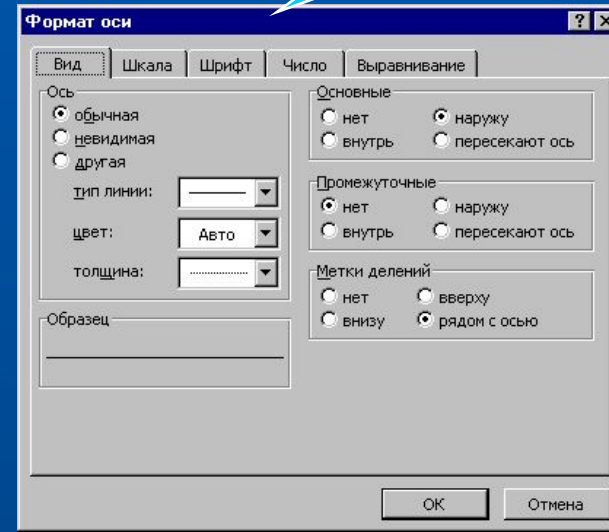 Формат оси
Вид Шкала Шрифт Число Выравнивание
Ось
обычная
невидимая
другая
тип линии:
цвет: Авто
толщина:
Образец
Основные
нет наружу
внутрь пересекают ось
Промежуточные
нет наружу
внутрь пересекают ось
Метки делений
нет вверху
внизу рядом с осью
ОК Отмена